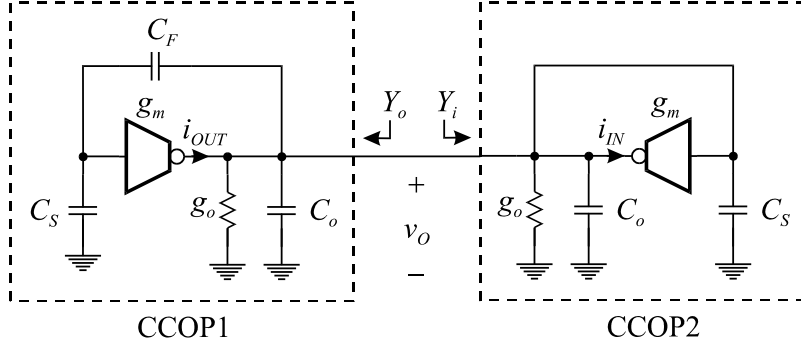 C_F
g_m
i_OUT
Y_o
Y_i
i_IN
g_m
C_S
g_o
C_o
+
v_O
−
g_o
C_o
C_S
CCOP1
CCOP2